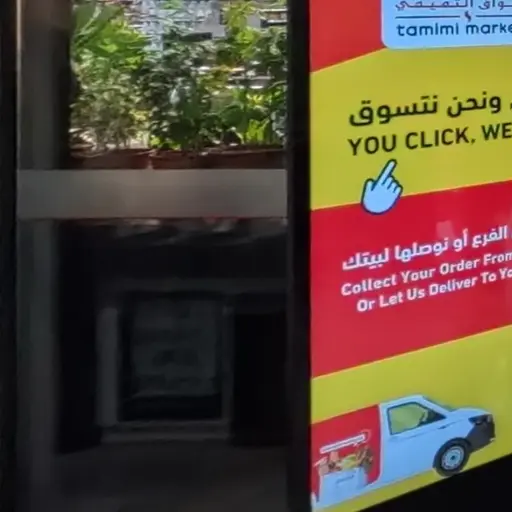 tamimi marke
ونحن نتسوق
YOU CLICK, WE
الفرع أو نوصلها لبيتك
Collect Your Order From
Or Let Us Deliver To Yo